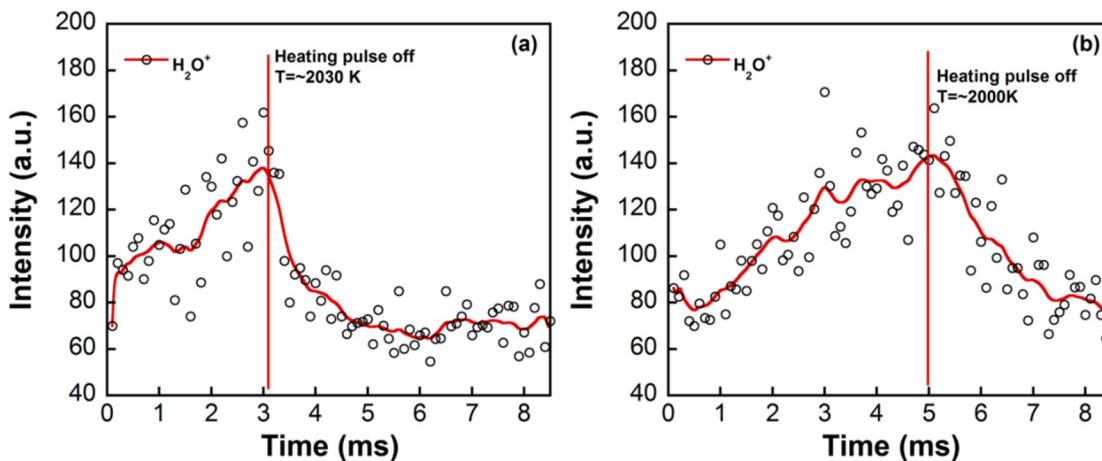 200
180
160
140
120
100
80
60
40
Intensity (a.u.)
H₂O⁺
(a)
Heating pulse off
T=~2030 K
0 1 2 3 4 5 6 7 8
Time (ms)
200
180
160
140
120
100
80
60
40
Intensity (a.u.)
H₂O⁺
(b)
Heating pulse off
T=~2000K
0 1 2 3 4 5 6 7 8
Time (ms)